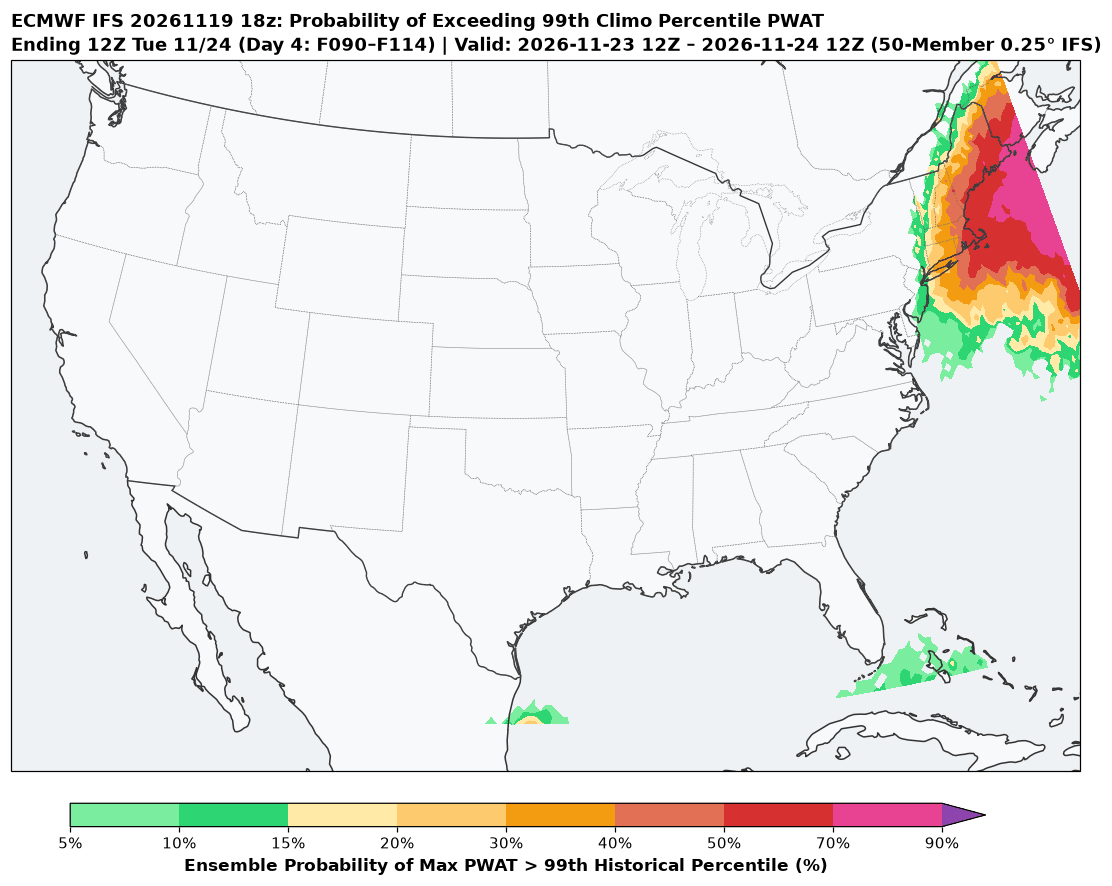 ECMWF IFS 20261119 18z: Probability of Exceeding 99th Climo Percentile PWAT
Ending 12Z Tue 11/24 (Day 4: F090–F114) | Valid: 2026-11-23 12Z – 2026-11-24 12Z (50-Member 0.25° IFS)
5% 10% 15% 20% 30% 40% 50% 70% 90%
Ensemble Probability of Max PWAT > 99th Historical Percentile (%)